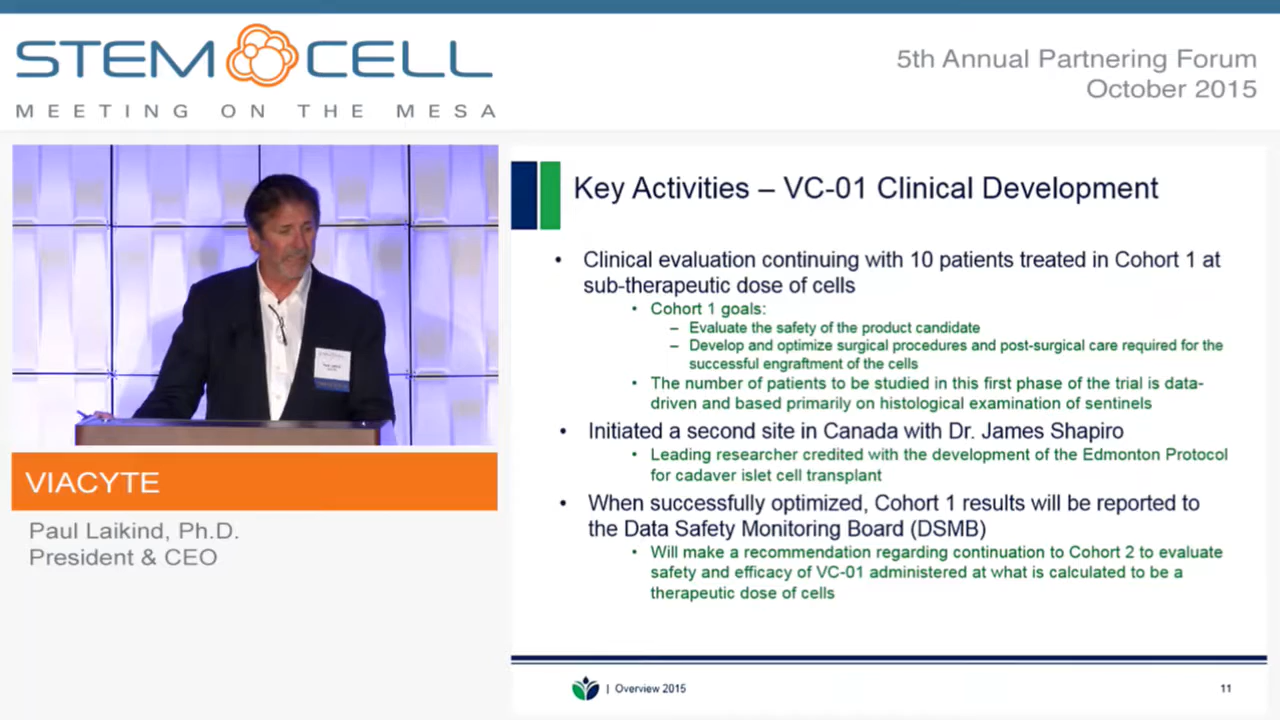 STEM CELL
MEETING ON THE MESA
5th Annual Partnering Forum
October 2015
VIACYTE
Paul Laikind, Ph.D.
President & CEO
Key Activities – VC-01 Clinical Development
• Clinical evaluation continuing with 10 patients treated in Cohort 1 at
sub-therapeutic dose of cells
• Cohort 1 goals:
– Evaluate the safety of the product candidate
– Develop and optimize surgical procedures and post-surgical care required for the
successful engraftment of the cells
• The number of patients to be studied in this first phase of the trial is data-
driven and based primarily on histological examination of sentinels
• Initiated a second site in Canada with Dr. James Shapiro
• Leading researcher credited with the development of the Edmonton Protocol
for cadaver islet cell transplant
• When successfully optimized, Cohort 1 results will be reported to
the Data Safety Monitoring Board (DSMB)
• Will make a recommendation regarding continuation to Cohort 2 to evaluate
safety and efficacy of VC-01 administered at what is calculated to be a
therapeutic dose of cells
| Overview 2015
11